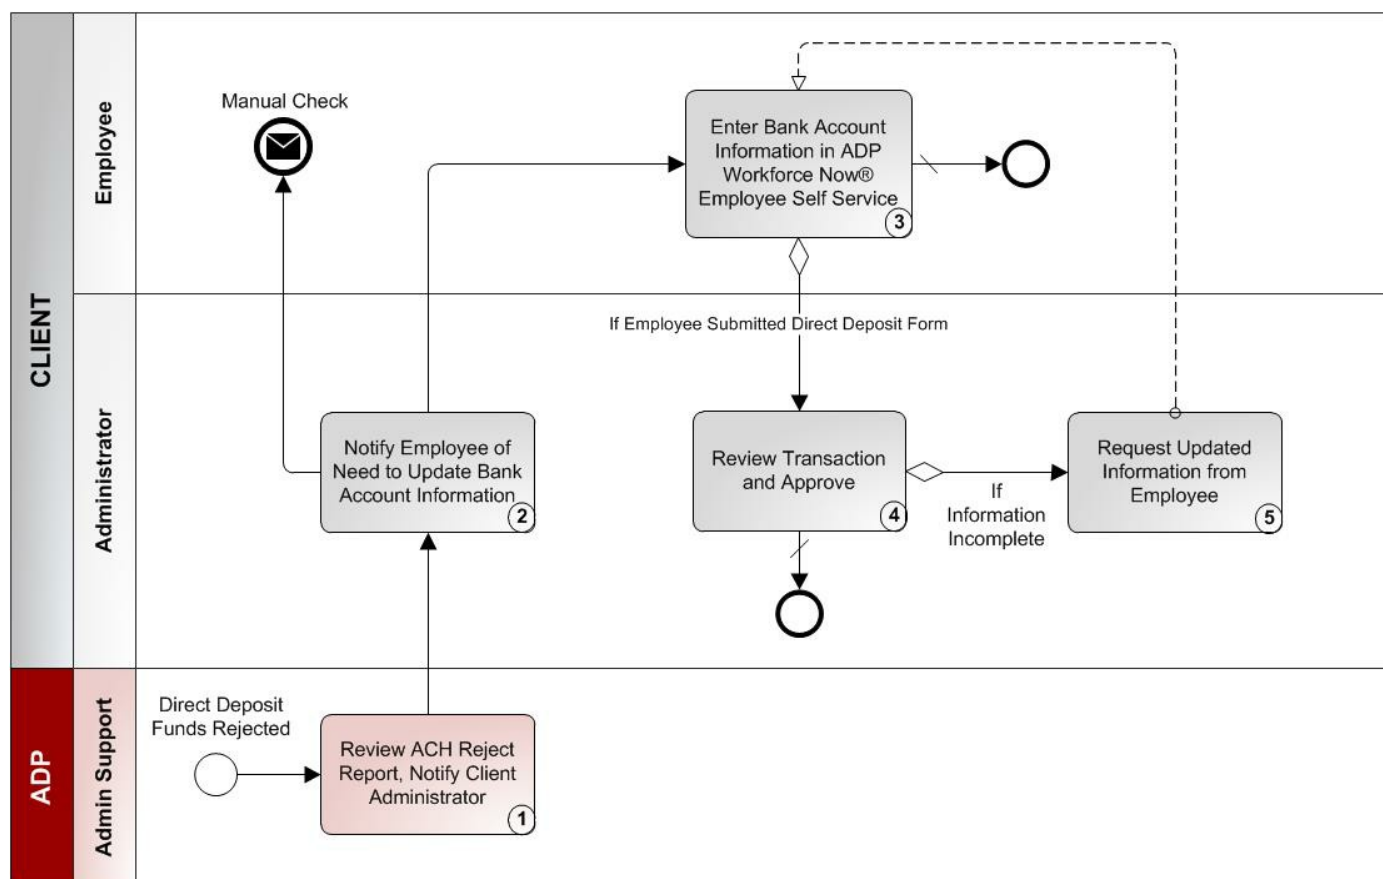 CLIENT
Employee
Manual Check
Enter Bank Account
Information in ADP
Workforce Now®
Employee Self Service
3
Administrator
If Employee Submitted Direct Deposit Form
Notify Employee of
Need to Update Bank
Account Information
2
Review Transaction
and Approve
4
If
Information
Incomplete
Request Updated
Information from
Employee
5
ADP
Admin Support
Direct Deposit
Funds Rejected
Review ACH Reject
Report, Notify Client
Administrator
1